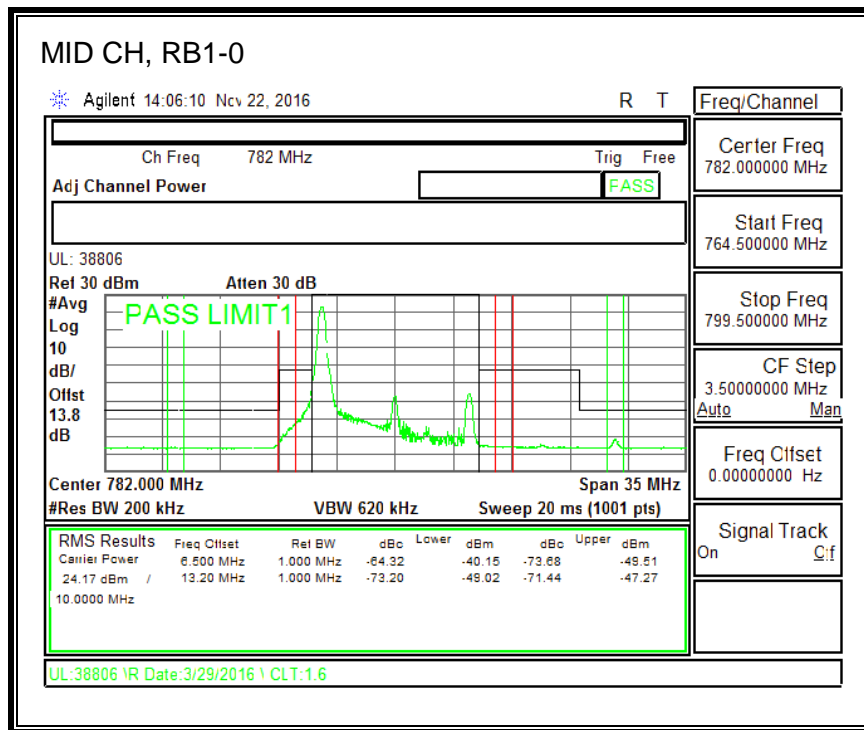 MID CH, RB1-0
Agilent 14:06:10 Nov 22, 2016 R T
Freq/Channel
Ch Freq 782 MHz Trig Free
Adj Channel Power PASS
Center Freq
782.000000 MHz
Start Freq
764.500000 MHz
Stop Freq
799.500000 MHz
CF Step
3.50000000 MHz
Auto Man
Freq Offset
0.00000000 Hz
Signal Track
On Off
UL: 38806
Ref 30 dBm Atten 30 dB
#Avg
Log
10
dB/
Offst
13.8
dB
PASS LIMIT1
Center 782.000 MHz Span 35 MHz
#Res BW 200 kHz VBW 620 kHz Sweep 20 ms (1001 pts)
RMS Results Freq Offset Ref BW dBc Lower dBm dBc Upper dBm
Carrier Power 6.500 MHz 1.000 MHz -64.32 -40.15 -73.68 -49.51
24.17 dBm / 13.20 MHz 1.000 MHz -73.20 -49.02 -71.44 -47.27
10.0000 MHz
UL:38806 \R Date:3/29/2016 \ CLT:1.6